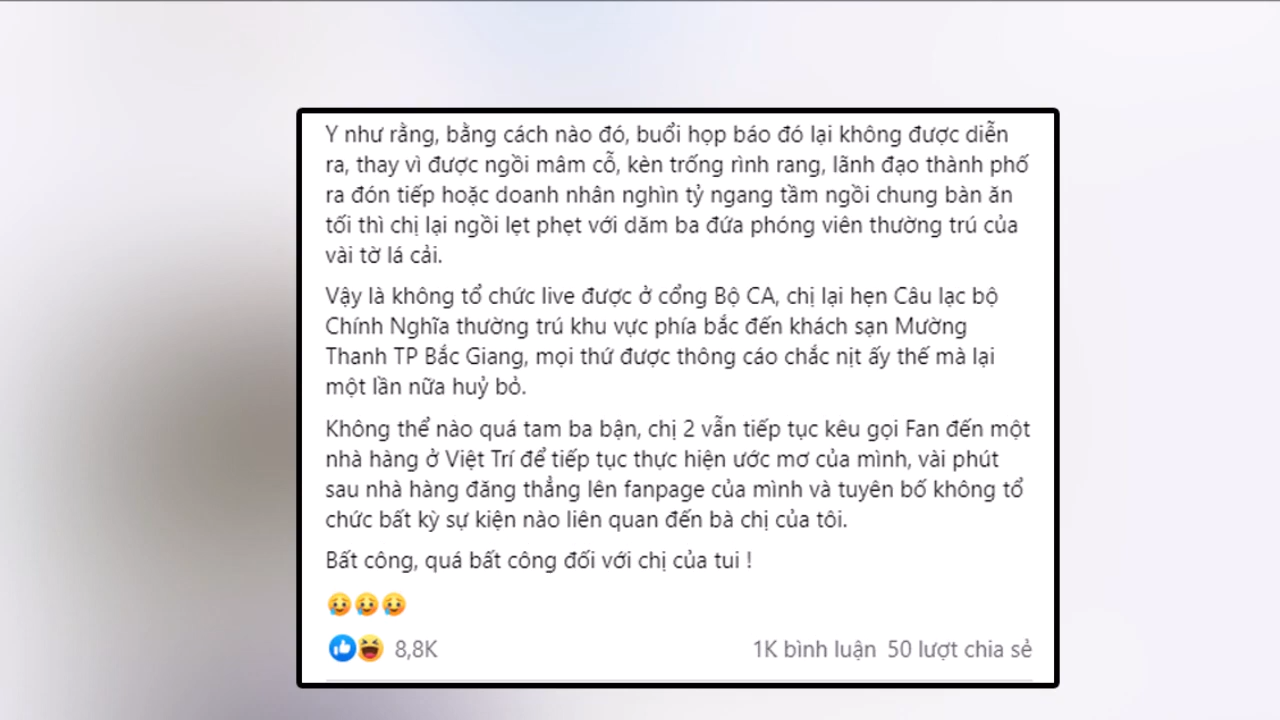 Y như rằng, bằng cách nào đó, buổi họp báo đó lại không được diễn
ra, thay vì được ngồi mâm cỗ, kèn trống rình rang, lãnh đạo thành phố
ra đón tiếp hoặc doanh nhân nghìn tỷ ngang tầm ngồi chung bàn ăn
tối thì chị lại ngồi lẹt phẹt với dăm ba đứa phóng viên thường trú của
vài tờ lá cải.
Vậy là không tổ chức live được ở cổng Bộ CA, chị lại hẹn Câu lạc bộ
Chính Nghĩa thường trú khu vực phía bắc đến khách sạn Mường
Thanh TP Bắc Giang, mọi thứ được thông cáo chắc nịt ấy thế mà lại
một lần nữa huỷ bỏ.
Không thể nào quá tam ba bận, chị 2 vẫn tiếp tục kêu gọi Fan đến một
nhà hàng ở Việt Trí để tiếp tục thực hiện ước mơ của mình, vài phút
sau nhà hàng đăng thẳng lên fanpage của mình và tuyên bố không tổ
chức bất kỳ sự kiện nào liên quan đến bà chị của tôi.
Bất công, quá bất công đối với chị của tui !
🥲🥲🥲
8,8K 1K bình luận 50 lượt chia sẻ